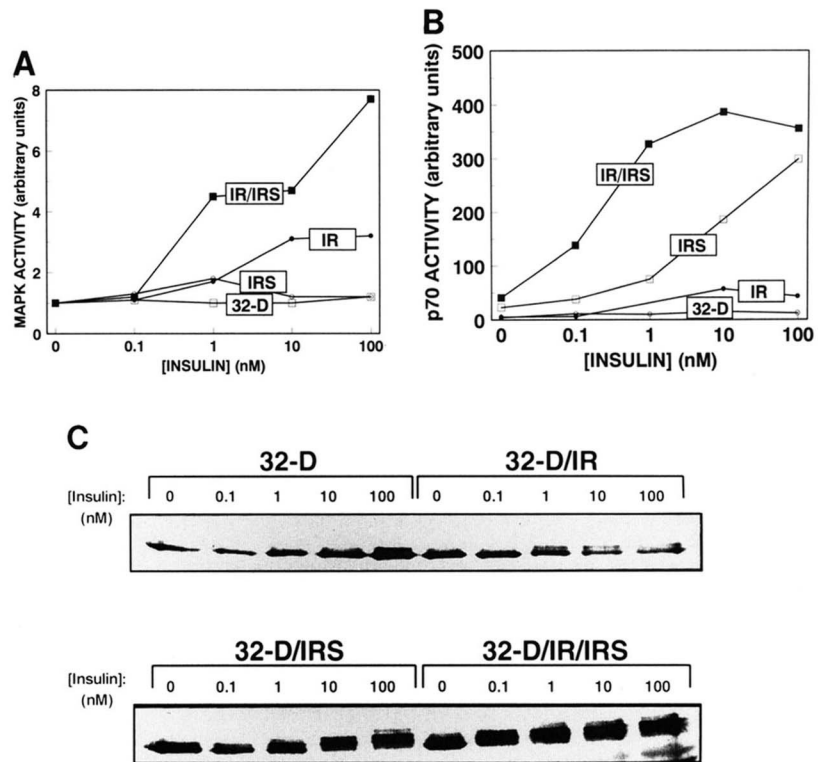 A
MAPK ACTIVITY (arbitrary units)
8
6
4
2
0
IR/IRS
IR
IRS
32-D
0 0.1 1 10 100
[INSULIN] (nM)
B
p70 ACTIVITY (arbitrary units)
500
400
300
200
100
0
IR/IRS
IRS
IR
32-D
0 0.1 1 10 100
[INSULIN] (nM)
C
32-D 32-D/IR
[Insulin]: 0 0.1 1 10 100 0 0.1 1 10 100
(nM)
32-D/IRS 32-D/IR/IRS
[Insulin]: 0 0.1 1 10 100 0 0.1 1 10 100
(nM)